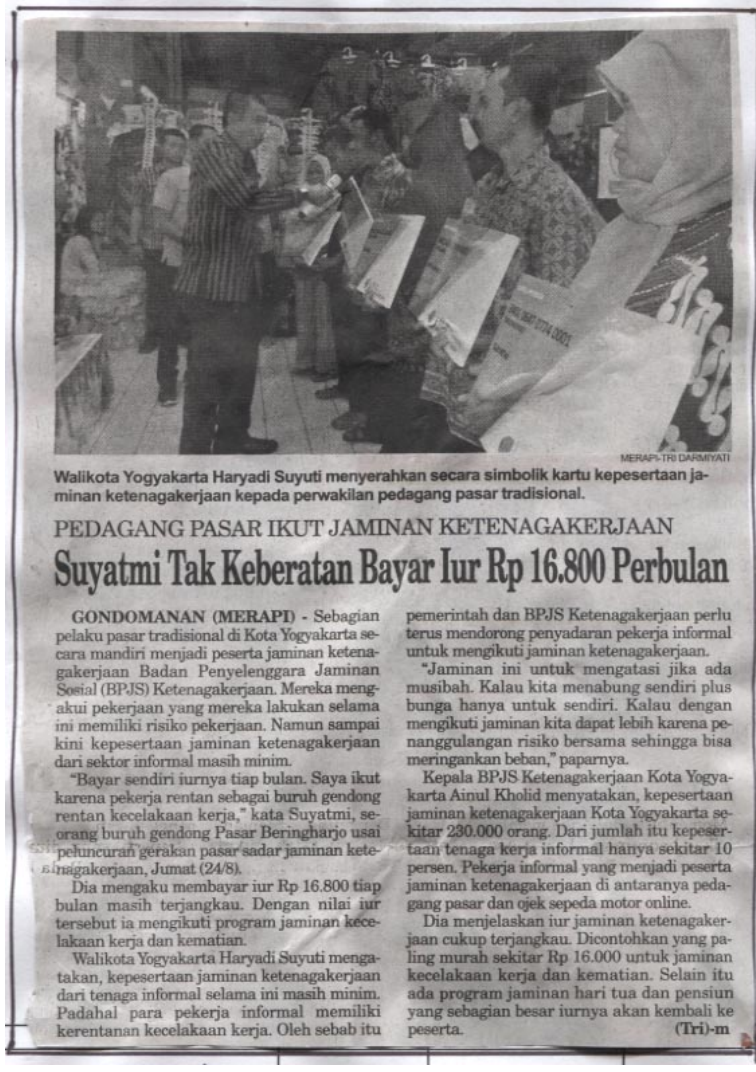 0001
MERAPI-TRI DARMIYATI
Walikota Yogyakarta Haryadi Suyuti menyerahkan secara simbolik kartu kepesertaan ja-
minan ketenagakerjaan kepada perwakilan pedagang pasar tradisional.
PEDAGANG PASAR IKUT JAMINAN KETENAGAKERJAAN
Suyatmi Tak Keberatan Bayar Iur Rp 16.800 Perbulan
GONDOMANAN (MERAPI) - Sebagian
pelaku pasar tradisional di Kota Yogyakarta se-
cara mandiri menjadi peserta jaminan ketena-
gakerjaan Badan Penyelenggara Jaminan
Sosial (BPJS) Ketenagakerjaan. Mereka meng-
akui pekerjaan yang mereka lakukan selama
ini memiliki risiko pekerjaan. Namun sampai
kini kepesertaan jaminan ketenagakerjaan
dari sektor informal masih minim.
"Bayar sendiri iurnya tiap bulan. Saya ikut
karena pekerja rentan sebagai buruh gendong
rentan kecelakaan kerja," kata Suyatmi, se-
orang buruh gendong Pasar Beringharjo usai
peluncuran gerakan pasar sadar jaminan kete-
nagakerjaan, Jumat (24/8).
Dia mengaku membayar iur Rp 16.800 tiap
bulan masih terjangkau. Dengan nilai iur
tersebut ia mengikuti program jaminan kece-
lakaan kerja dan kematian.
Walikota Yogyakarta Haryadi Suyuti menga-
takan, kepesertaan jaminan ketenagakerjaan
dari tenaga informal selama ini masih minim.
Padahal para pekerja informal memiliki
kerentanan kecelakaan kerja. Oleh sebab itu
pemerintah dan BPJS Ketenagakerjaan perlu
terus mendorong penyadaran pekerja informal
untuk mengikuti jaminan ketenagakerjaan.
"Jaminan ini untuk mengatasi jika ada
musibah. Kalau kita menabung sendiri plus
bunga hanya untuk sendiri. Kalau dengan
mengikuti jaminan kita dapat lebih karena pe-
nanggulangan risiko bersama sehingga bisa
meringankan beban," paparnya.
Kepala BPJS Ketenagakerjaan Kota Yogya-
karta Ainul Kholid menyatakan, kepesertaan
jaminan ketenagakerjaan Kota Yogyakarta se-
kitar 230.000 orang. Dari jumlah itu kepeser-
taan tenaga kerja informal hanya sekitar 10
persen. Pekerja informal yang menjadi peserta
jaminan ketenagakerjaan di antaranya peda-
gang pasar dan ojek sepeda motor online.
Dia menjelaskan iur jaminan ketenagaker-
jaan cukup terjangkau. Dicontohkan yang pa-
ling murah sekitar Rp 16.000 untuk jaminan
kecelakaan kerja dan kematian. Selain itu
ada program jaminan hari tua dan pensiun
yang sebagian besar iurnya akan kembali ke
peserta. (Tri)-m